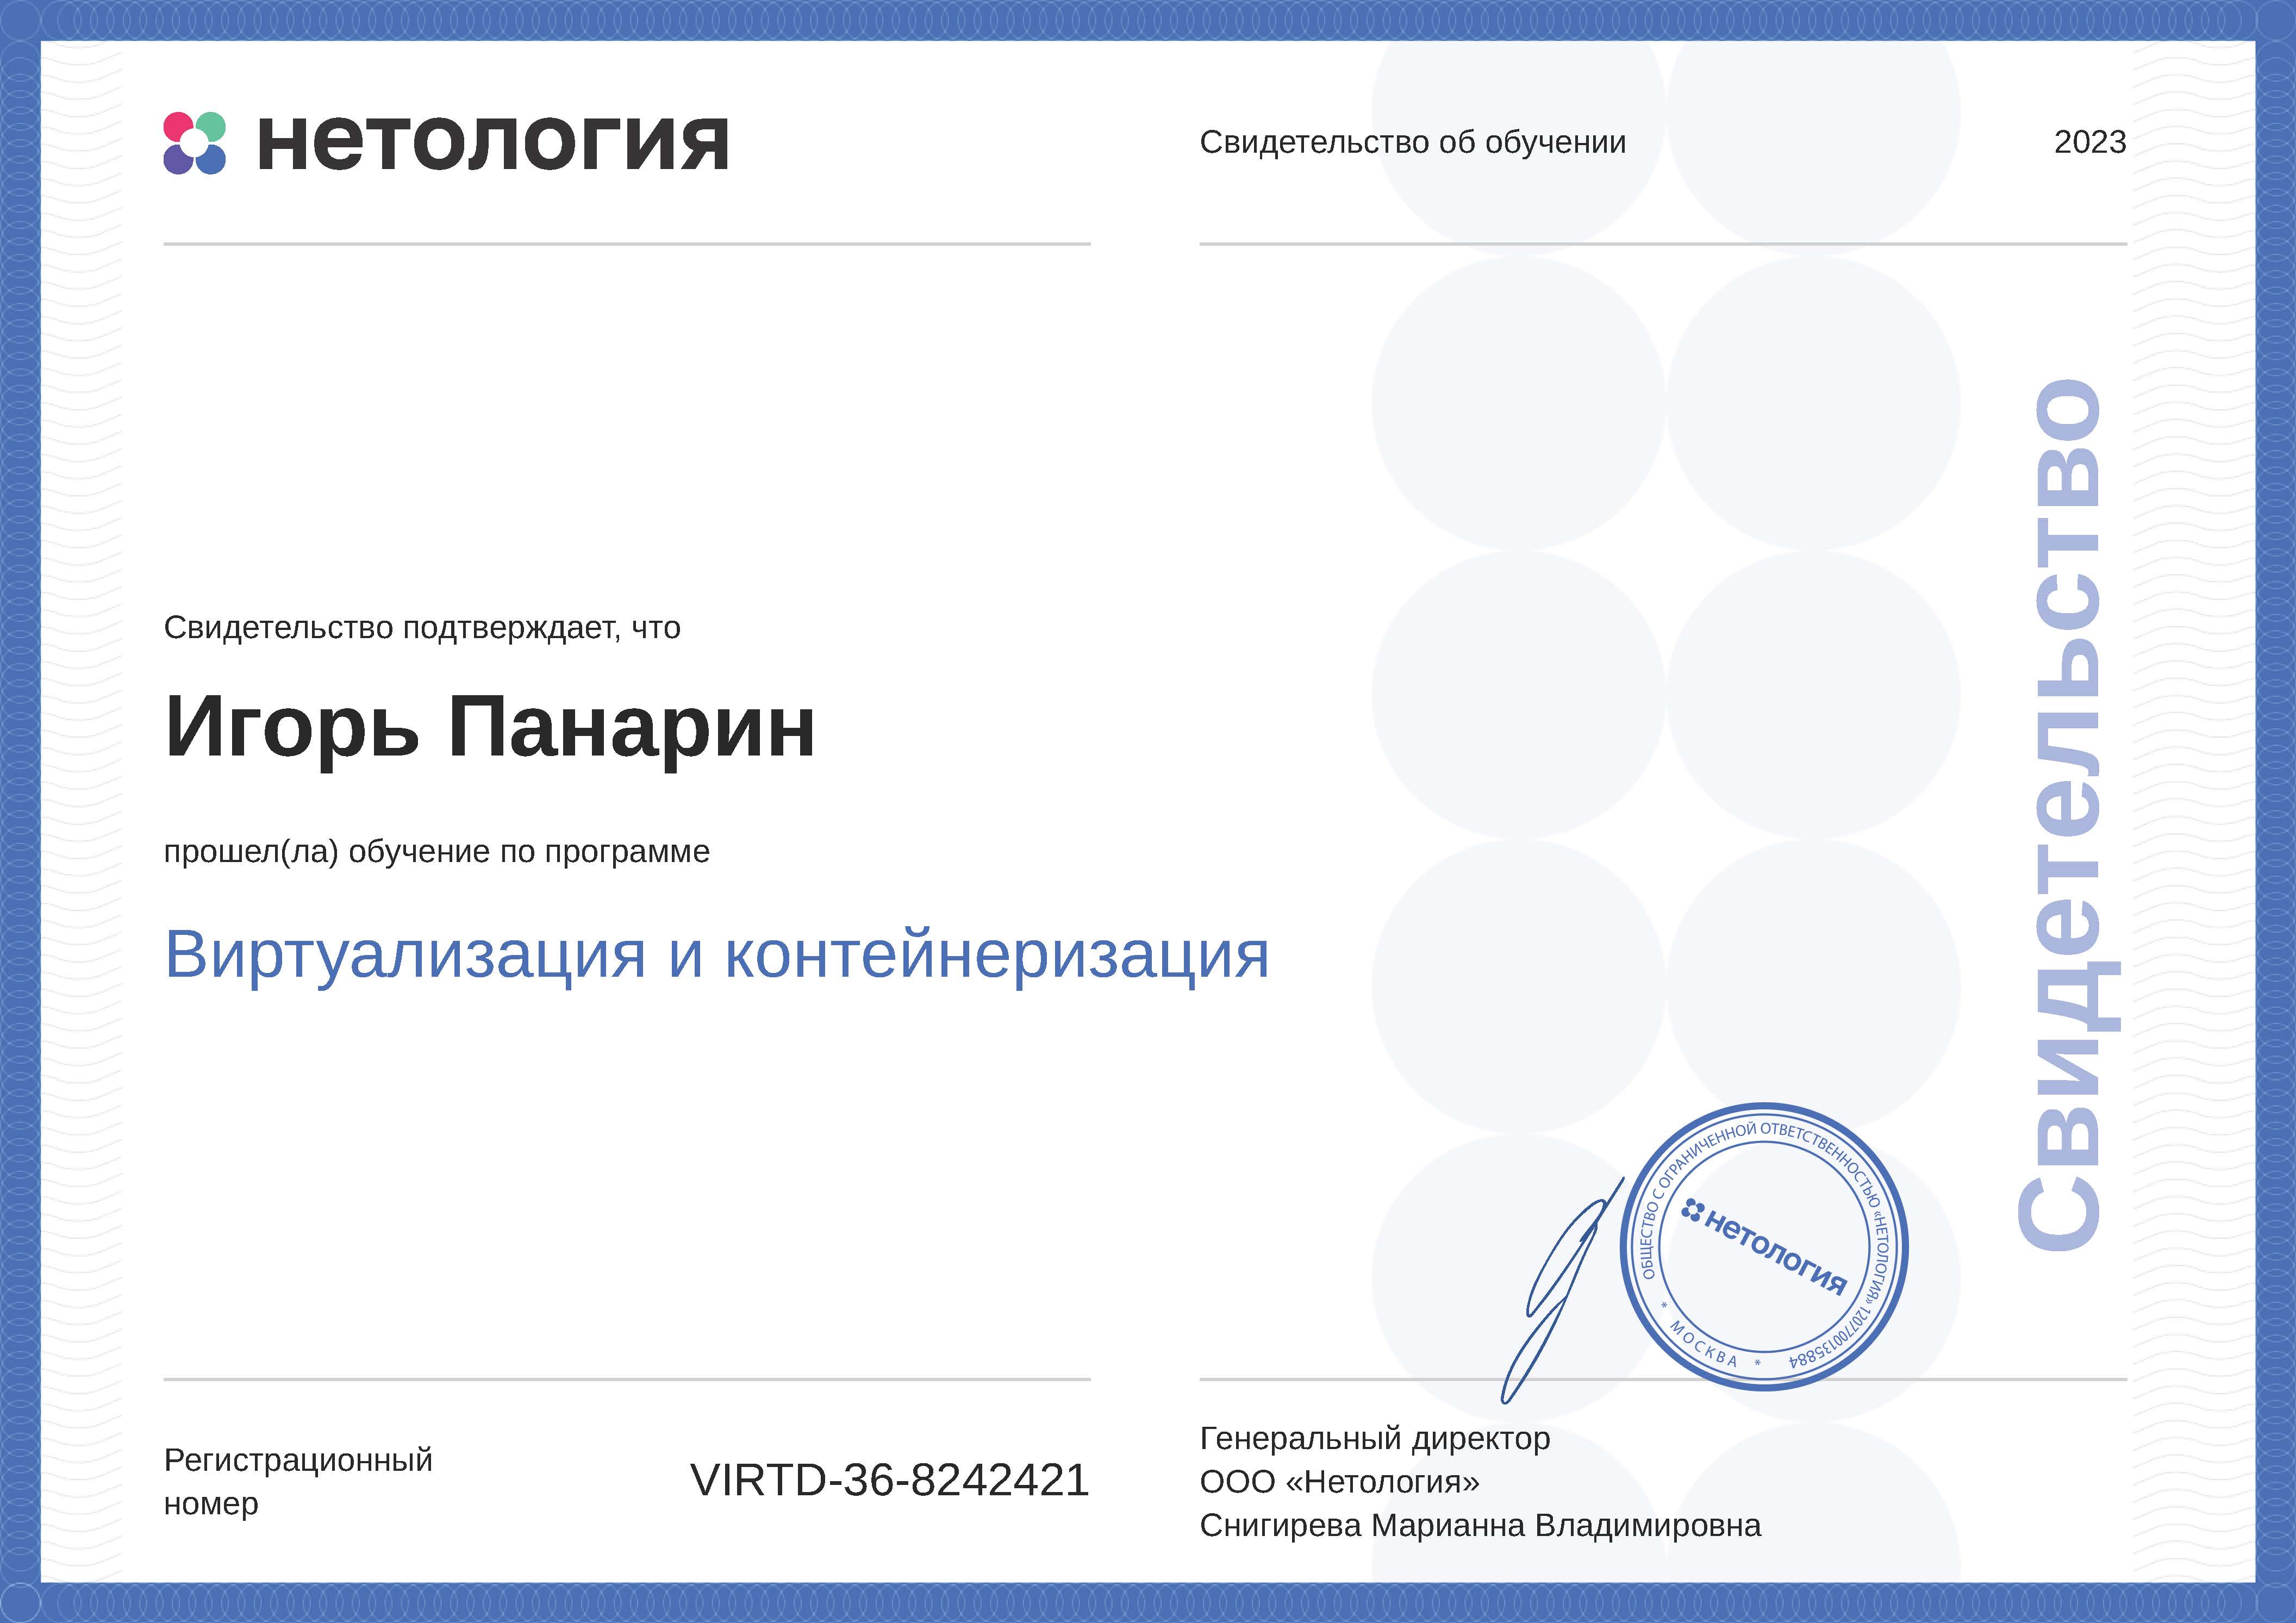 нетология
Свидетельство об обучении
2023
Свидетельство подтверждает, что
Игорь Панарин
прошел(ла) обучение по программе
Виртуализация и контейнеризация
Свидетельство
ОБЩЕСТВО С ОГРАНИЧЕННОЙ ОТВЕТСТВЕННОСТЬЮ «НЕТОЛОГИЯ» 1207700135884
* МОСКВА *
нетология
Регистрационный
номер
VIRTD-36-8242421
Генеральный директор
ООО «Нетология»
Снигирева Марианна Владимировна